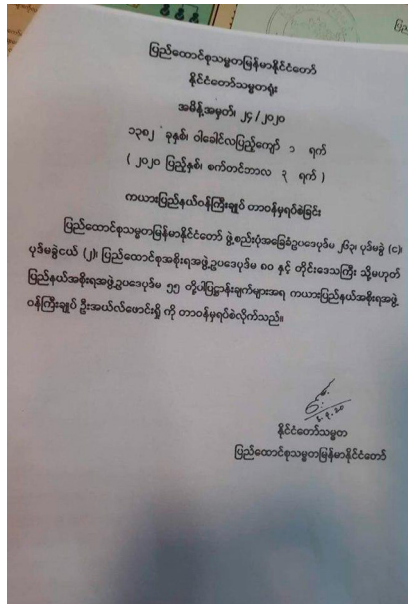 ပြည်ထောင်စုသမ္မတမြန်မာနိုင်ငံတော်
နိုင်ငံတော်သမ္မတရုံး
အမိန့်အမှတ်၊ ၂၄/၂၀၂၀
၁၃၈၂ ခုနှစ်၊ ဝါခေါင်လပြည့်ကျော် ၁ ရက်
( ၂၀၂၀ ပြည့်နှစ်၊ စက်တင်ဘာလ ၃ ရက် )
ကယားပြည်နယ်ဝန်ကြီးချုပ် တာဝန်မှရပ်စဲခြင်း
ပြည်ထောင်စုသမ္မတမြန်မာနိုင်ငံတော် ဖွဲ့စည်းပုံအခြေခံဥပဒေပုဒ်မ ၂၆၃၊ ပုဒ်မခွဲ (င)၊
ပုဒ်မခွဲငယ် (၂)၊ ပြည်ထောင်စုအစိုးရအဖွဲ့ဥပဒေပုဒ်မ ၈၀ နှင့် တိုင်းဒေသကြီး သို့မဟုတ်
ပြည်နယ်အစိုးရအဖွဲ့ဥပဒေပုဒ်မ ၅၅ တို့ပါပြဋ္ဌာန်းချက်များအရ ကယားပြည်နယ်အစိုးရအဖွဲ့
ဝန်ကြီးချုပ် ဦးအယ်လ်ဖောင်းရှို ကို တာဝန်မှရပ်စဲလိုက်သည်။
၃.၉.၂၀
နိုင်ငံတော်သမ္မတ
ပြည်ထောင်စုသမ္မတမြန်မာနိုင်ငံတော်